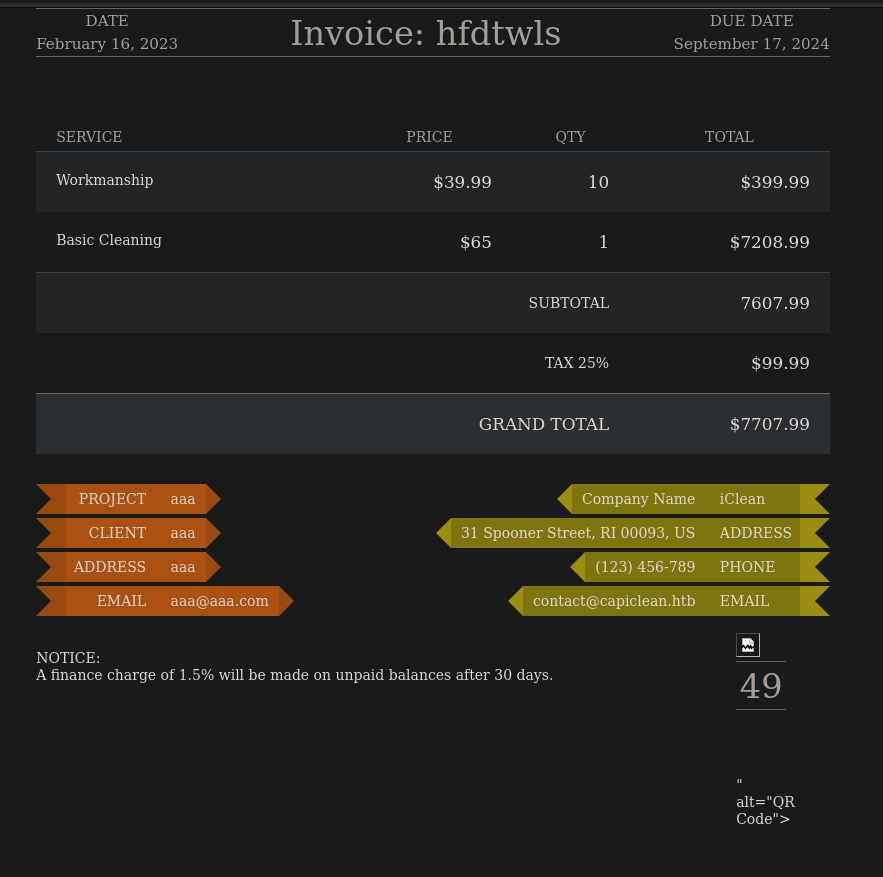 DATE
February 16, 2023
Invoice: hfdtwls
DUE DATE
September 17, 2024
SERVICE PRICE QTY TOTAL
Workmanship $39.99 10 $399.99
Basic Cleaning $65 1 $7208.99
SUBTOTAL 7607.99
TAX 25% $99.99
GRAND TOTAL $7707.99
PROJECT aaa
CLIENT aaa
ADDRESS aaa
EMAIL aaa@aaa.com
Company Name iClean
31 Spooner Street, RI 00093, US ADDRESS
(123) 456-789 PHONE
contact@capiclean.htb EMAIL
NOTICE:
A finance charge of 1.5% will be made on unpaid balances after 30 days.
49
"
alt="QR
Code">